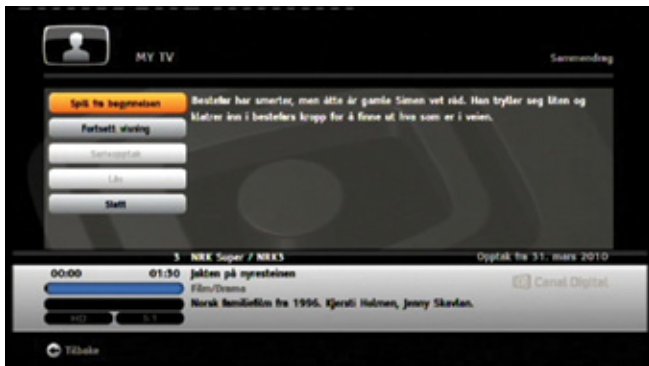 MY TV
Sammendrag
Spill fra begynnelsen
Fortsett visning
Serieopptak
Lås
Slett
Bestefar har smerter, men åtte år gamle Simen vet råd. Han tryller seg liten og
klatrer inn i bestefars kropp for å finne ut hva som er i veien.
3 NRK Super / NRK3
Opptak fra 31. mars 2010
00:00 01:50 Jakten på nyresteinen
Film/Drama
Canal Digital
Norsk familiefilm fra 1996. Kjersti Holmen, Jenny Skavlan.
HD 5.1
Tilbake